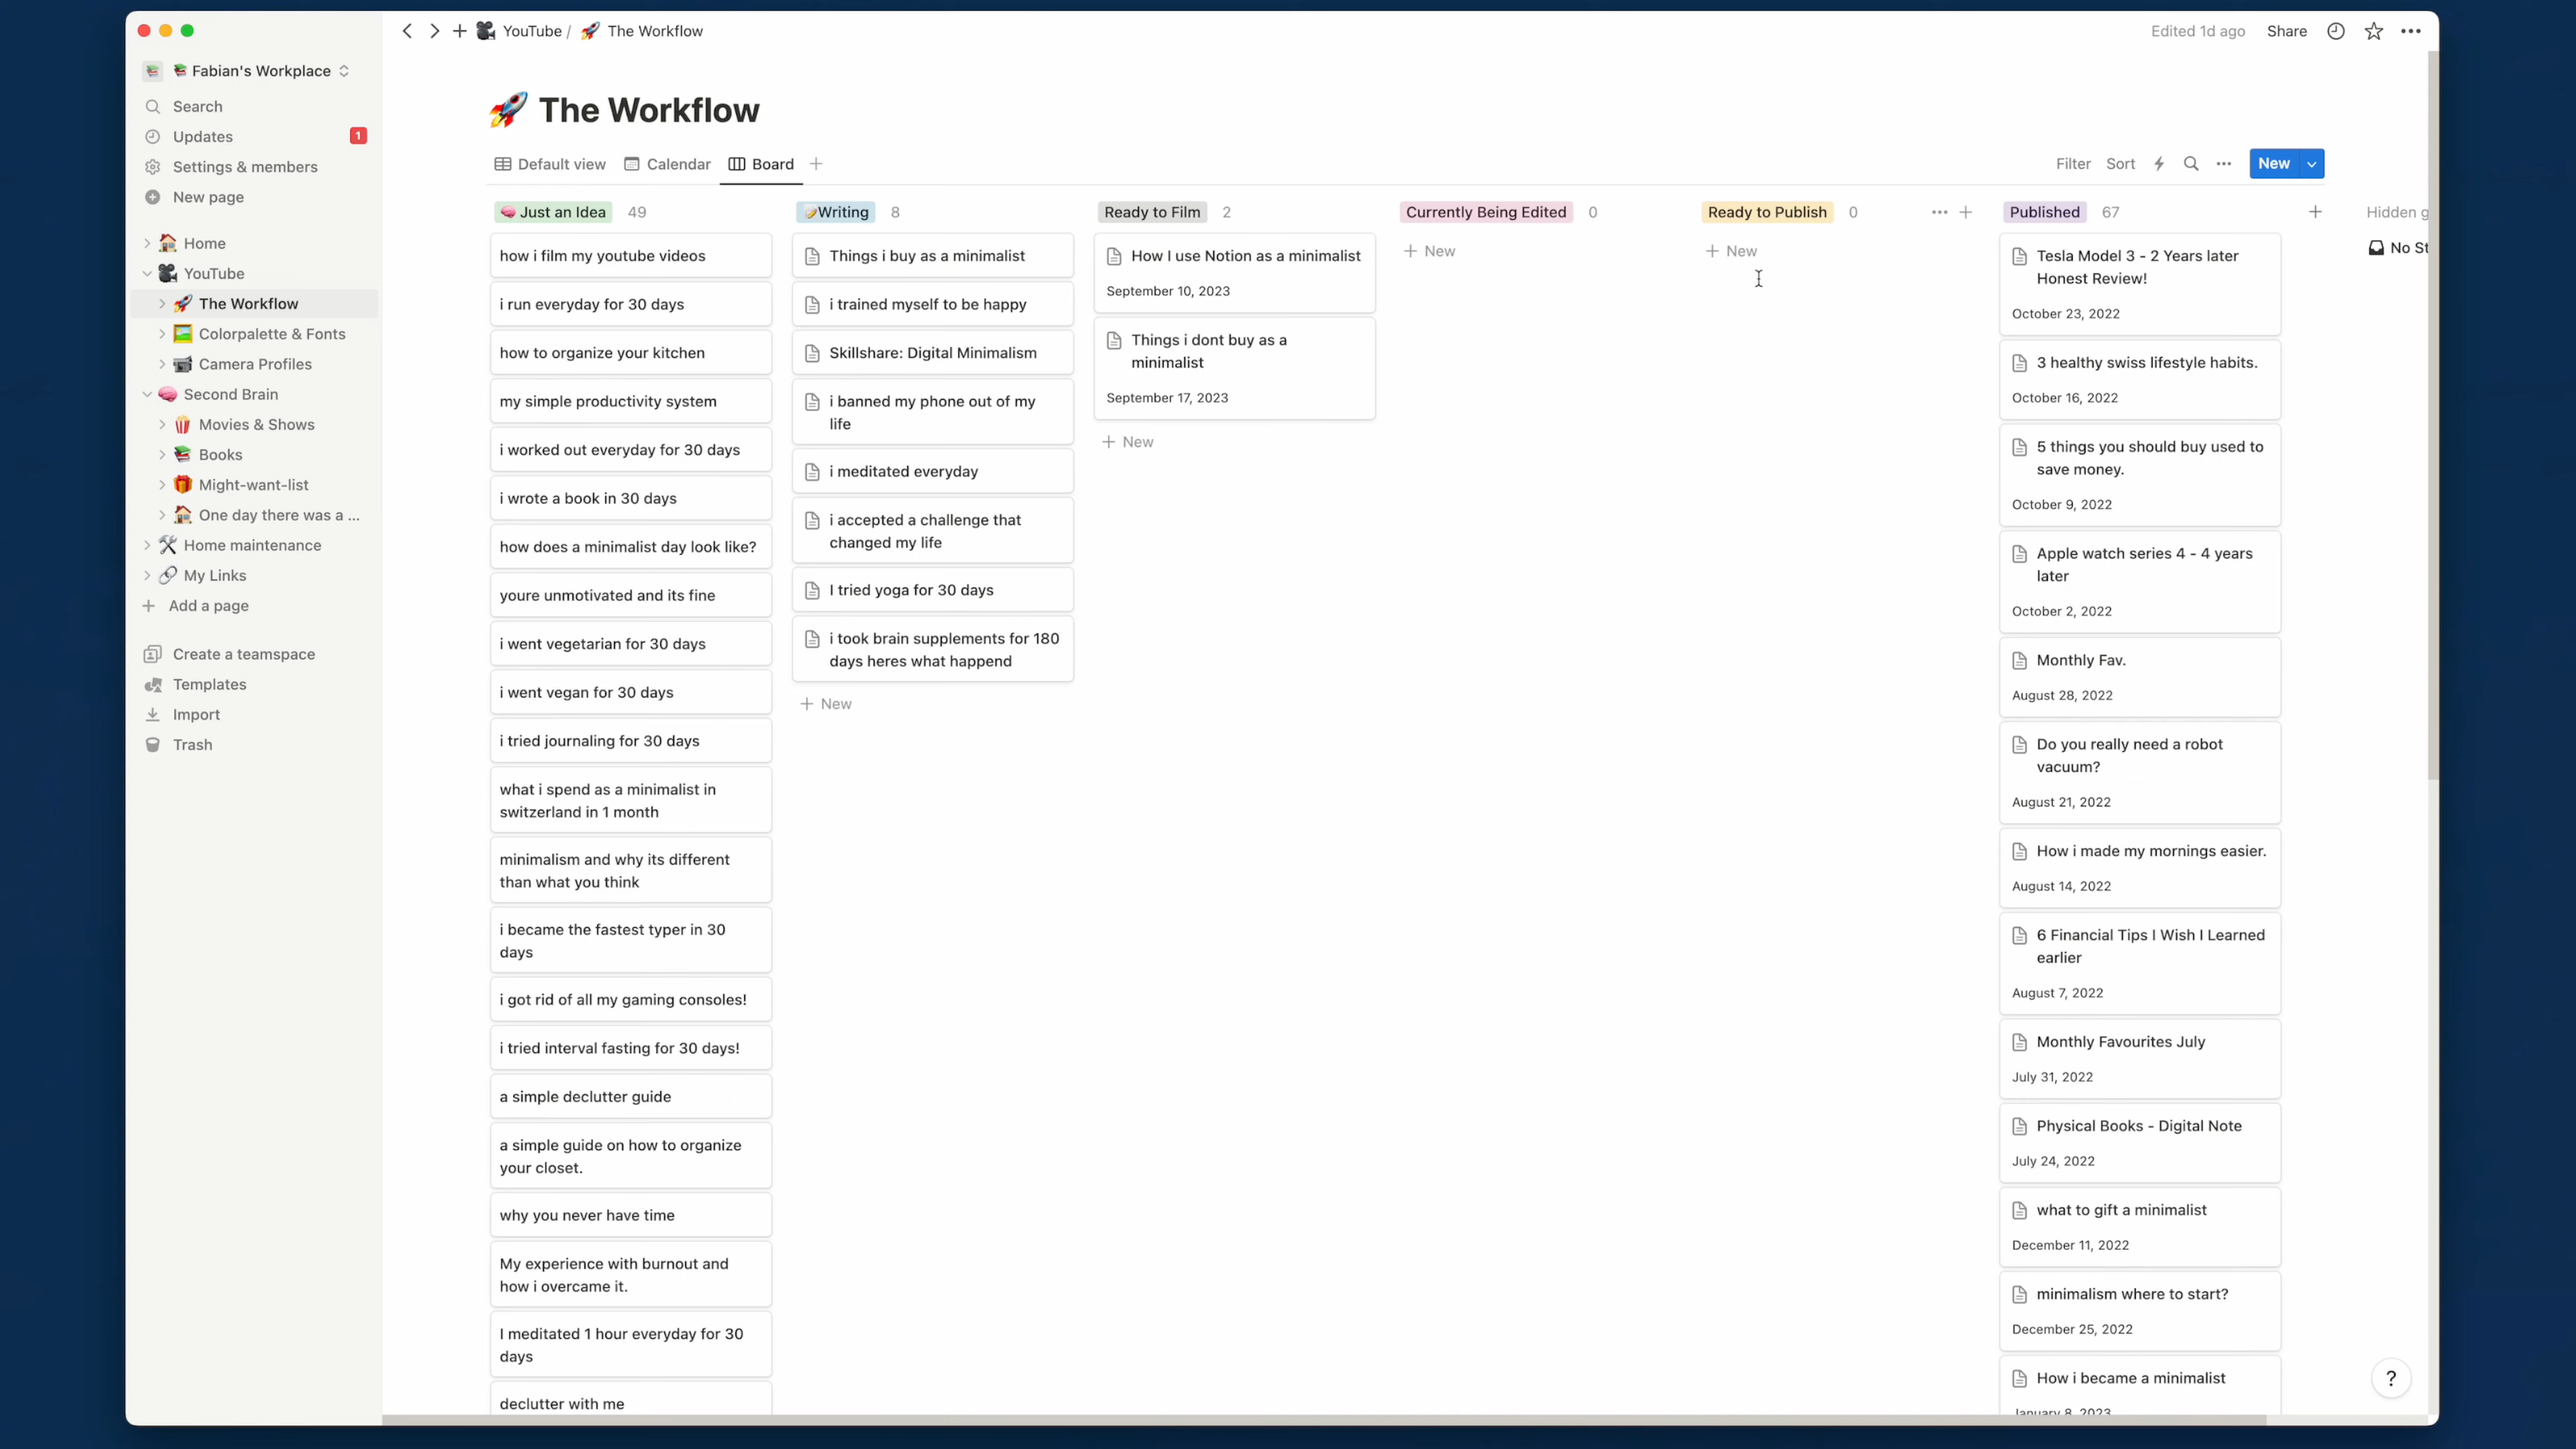 YouTube / The Workflow
Edited 1d ago
Share
Fabian's Workplace
Search
Updates
1
Settings & members
New page
Home
YouTube
The Workflow
Colorpalette & Fonts
Camera Profiles
Second Brain
Movies & Shows
Books
Might-want-list
One day there was a ...
Home maintenance
My Links
Add a page
Create a teamspace
Templates
Import
Trash
The Workflow
Default view
Calendar
Board
Filter
Sort
New
Just an Idea 49
how i film my youtube videos
i run everyday for 30 days
how to organize your kitchen
my simple productivity system
i worked out everyday for 30 days
i wrote a book in 30 days
how does a minimalist day look like?
youre unmotivated and its fine
i went vegetarian for 30 days
i went vegan for 30 days
i tried journaling for 30 days
what i spend as a minimalist in
switzerland in 1 month
minimalism and why its different
than what you think
i became the fastest typer in 30
days
i got rid of all my gaming consoles!
i tried interval fasting for 30 days!
a simple declutter guide
a simple guide on how to organize
your closet.
why you never have time
My experience with burnout and
how i overcame it.
I meditated 1 hour everyday for 30
days
declutter with me
Writing 8
Things i buy as a minimalist
i trained myself to be happy
Skillshare: Digital Minimalism
i banned my phone out of my
life
i meditated everyday
i accepted a challenge that
changed my life
I tried yoga for 30 days
i took brain supplements for 180
days heres what happend
New
Ready to Film 2
How I use Notion as a minimalist
September 10, 2023
Things i dont buy as a
minimalist
September 17, 2023
New
Currently Being Edited 0
New
Ready to Publish 0
New
Published 67
Tesla Model 3 - 2 Years later
Honest Review!
October 23, 2022
3 healthy swiss lifestyle habits.
October 16, 2022
5 things you should buy used to
save money.
October 9, 2022
Apple watch series 4 - 4 years
later
October 2, 2022
Monthly Fav.
August 28, 2022
Do you really need a robot
vacuum?
August 21, 2022
How i made my mornings easier.
August 14, 2022
6 Financial Tips I Wish I Learned
earlier
August 7, 2022
Monthly Favourites July
July 31, 2022
Physical Books - Digital Note
July 24, 2022
what to gift a minimalist
December 11, 2022
minimalism where to start?
December 25, 2022
How i became a minimalist
January 8, 2023
Hidden g
No St
?